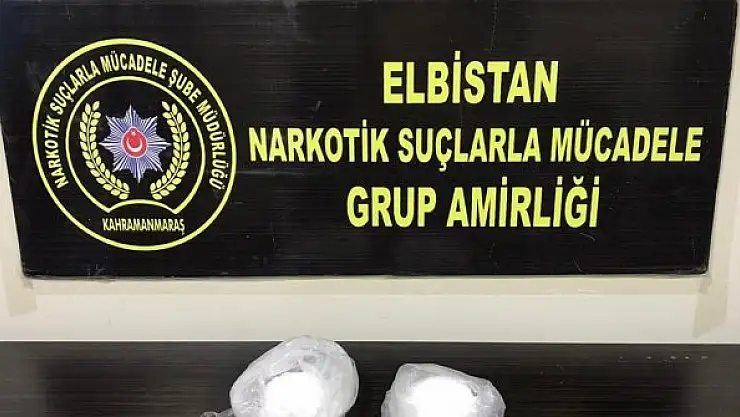 NARKOTİK SUÇLARLA MÜCADELE ŞUBE MÜDÜRLÜĞÜ
KAHRAMANMARAŞ
ELBİSTAN
NARKOTİK SUÇLARLA MÜCADELE
GRUP AMİRLİĞİ